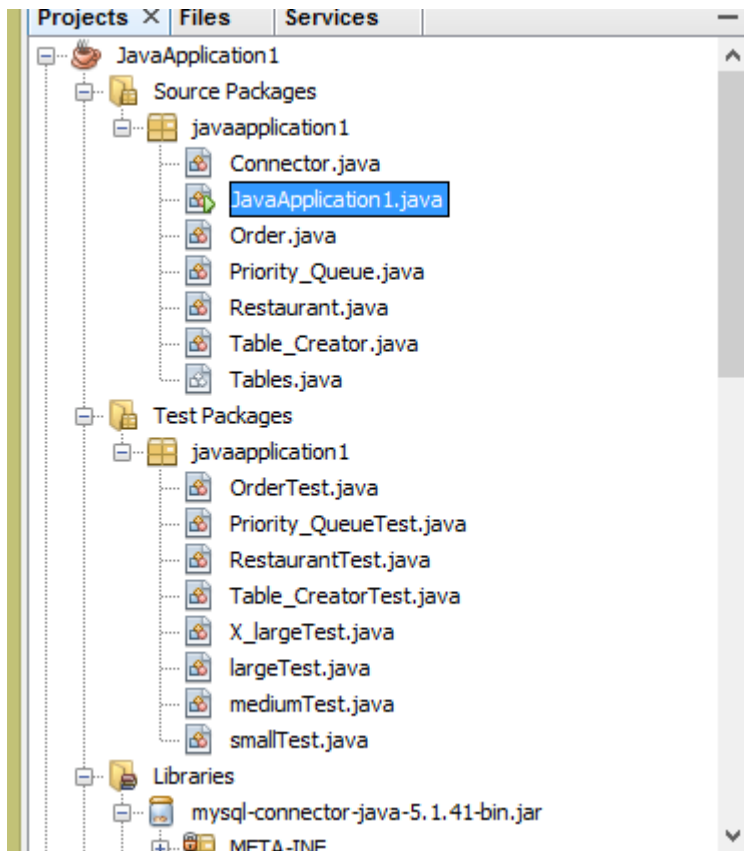 Projects × Files Services
JavaApplication1
Source Packages
javaapplication1
Connector.java
JavaApplication1.java
Order.java
Priority_Queue.java
Restaurant.java
Table_Creator.java
Tables.java
Test Packages
javaapplication1
OrderTest.java
Priority_QueueTest.java
RestaurantTest.java
Table_CreatorTest.java
X_largeTest.java
largeTest.java
mediumTest.java
smallTest.java
Libraries
mysql-connector-java-5.1.41-bin.jar
META-INF